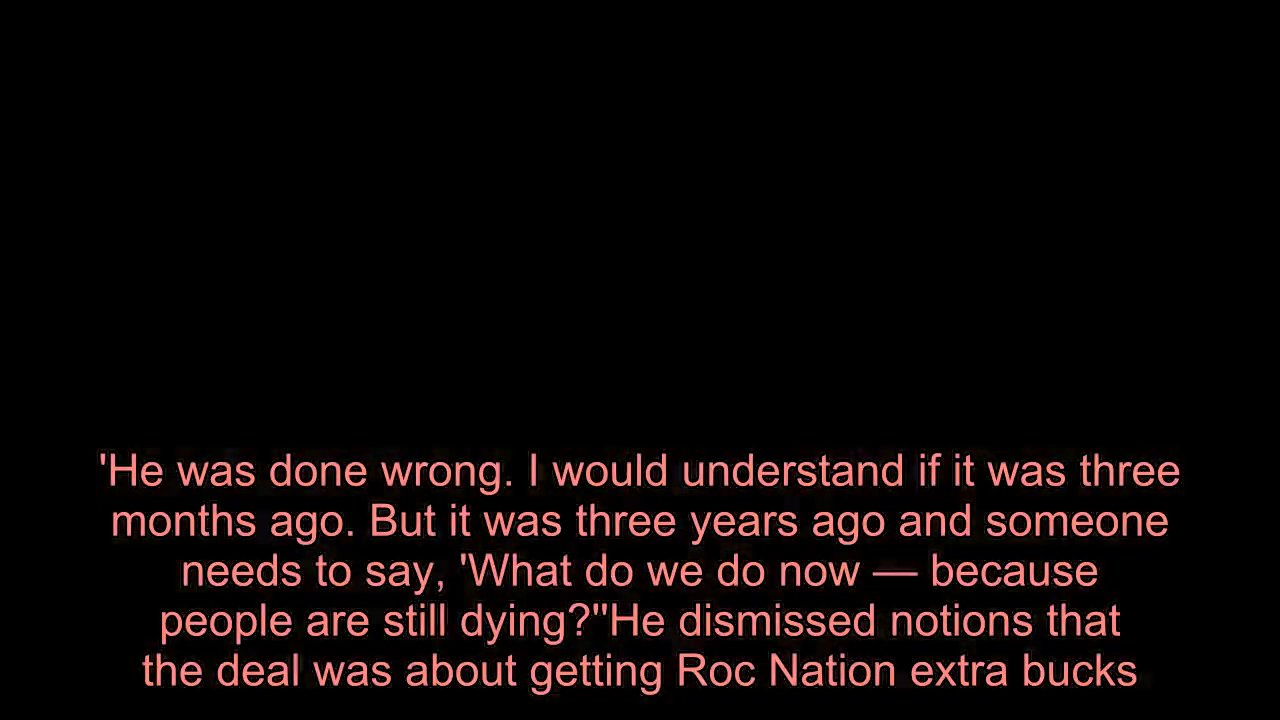 'He was done wrong. I would understand if it was three
months ago. But it was three years ago and someone
needs to say, 'What do we do now — because
people are still dying?''He dismissed notions that
the deal was about getting Roc Nation extra bucks